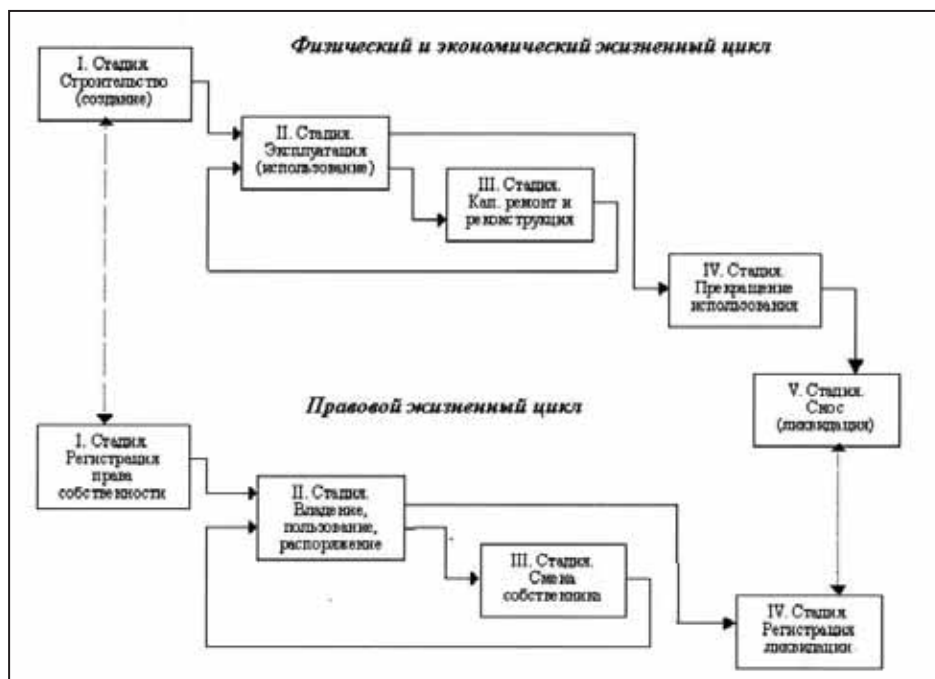 Физический и экономический жизненный цикл
I. Стадия.
Строительство
(создание)
II. Стадия.
Эксплуатация
(использование)
III. Стадия.
Кап. ремонт и
реконструкция
IV. Стадия.
Прекращение
использования
V. Стадия.
Снос
(ликвидация)
Правовой жизненный цикл
I. Стадия.
Регистрация
права
собственности
II. Стадия.
Владение,
пользование,
распоряжение
III. Стадия.
Смена
собственника
IV. Стадия.
Регистрация
ликвидации